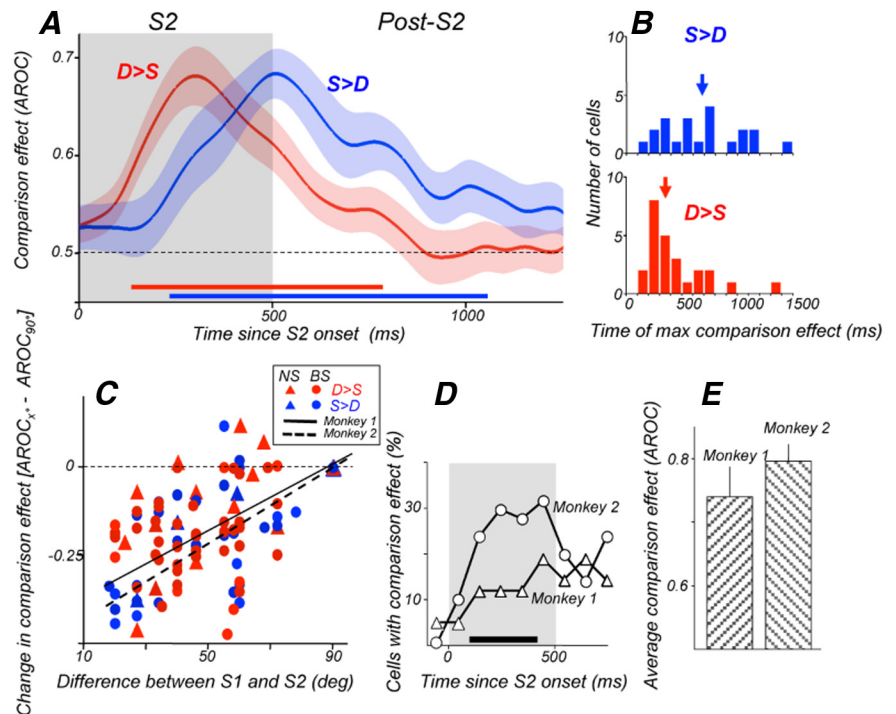 A
S2
Post-S2
Comparison effect (AROC)
0.7
0.6
0.5
D>S
S>D
0
500
1000
Time since S2 onset (ms)
B
S>D
10
5
0
Number of cells
D>S
10
5
0
0
500
1000
1500
Time of max comparison effect (ms)
C
Change in comparison effect [AROCx° - AROC90°]
NS BS
D>S
S>D
Monkey 1
Monkey 2
0
-0.25
10
50
90
Difference between S1 and S2 (deg)
D
Cells with comparison effect (%)
30
10
Monkey 2
Monkey 1
0
500
Time since S2 onset (ms)
E
Average comparison effect (AROC)
0.8
0.6
Monkey 1
Monkey 2